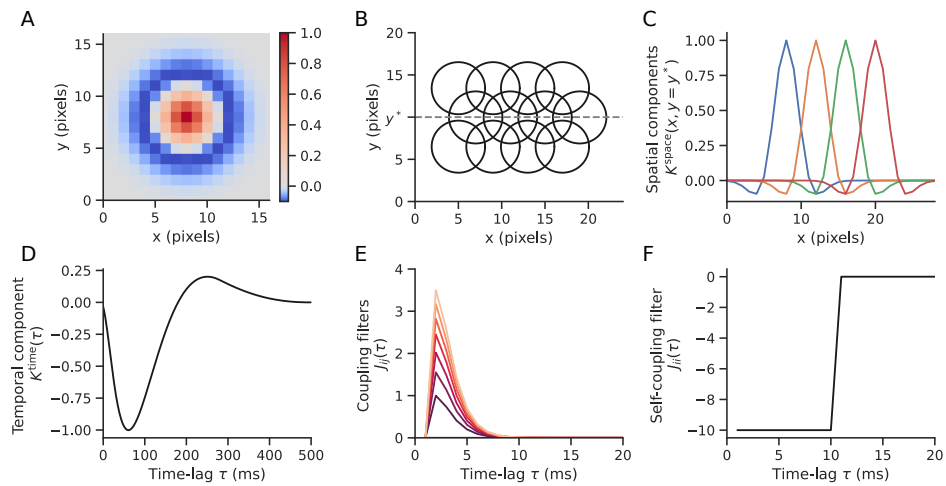 A
y (pixels)
15
10
5
0
0
5
10
15
x (pixels)
1.0
0.8
0.6
0.4
0.2
0.0
B
y (pixels)
20
15
y*
5
0
0
5
10
15
20
x (pixels)
C
Spatial components
K^space(x, y = y*)
1.00
0.75
0.50
0.25
0.00
0
10
20
x (pixels)
D
Temporal component
K^time(τ)
0.25
0.00
−0.25
−0.50
−0.75
−1.00
0
100
200
300
400
500
Time-lag τ (ms)
E
Coupling filters
J_ij(τ)
4
3
2
1
0
0
5
10
15
20
Time-lag τ (ms)
F
Self-coupling filter
J_ii(τ)
0
−2
−4
−6
−8
−10
0
5
10
15
20
Time-lag τ (ms)